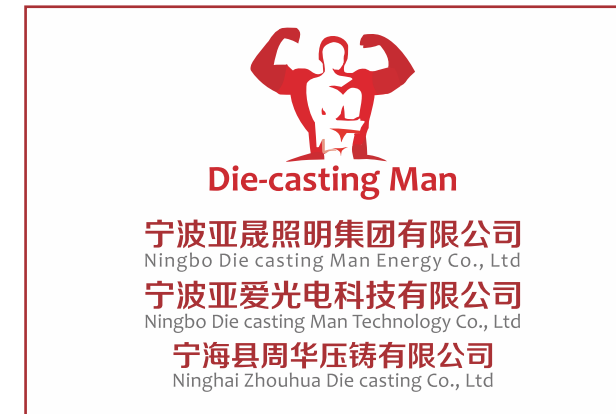 Die-casting Man
宁波亚晟照明集团有限公司
Ningbo Die casting Man Energy Co., Ltd
宁波亚爱光电科技有限公司
Ningbo Die casting Man Technology Co., Ltd
宁海县周华压铸有限公司
Ninghai Zhouhua Die casting Co., Ltd